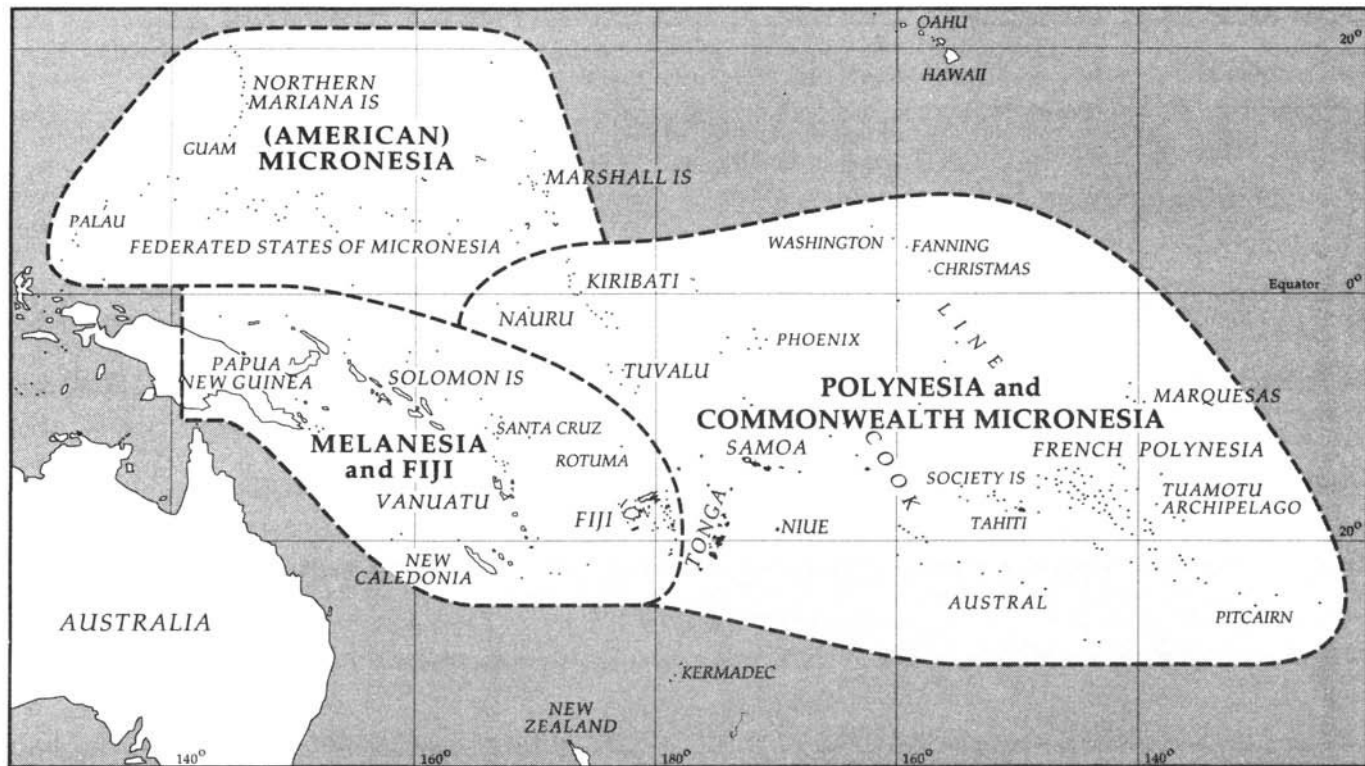 OAHU
20°
HAWAII
NORTHERN
MARIANA IS
(AMERICAN)
MICRONESIA
GUAM
MARSHALL IS
PALAU
FEDERATED STATES OF MICRONESIA
WASHINGTON
FANNING
CHRISTMAS
KIRIBATI
Equator 0°
NAURU
LINE
PHOENIX
PAPUA
NEW GUINEA
SOLOMON IS
TUVALU
POLYNESIA and
COMMONWEALTH MICRONESIA
MARQUESAS
SANTA CRUZ
MELANESIA
and FIJI
ROTUMA
SAMOA
COOK
FRENCH POLYNESIA
VANUATU
SOCIETY IS
TUAMOTU
ARCHIPELAGO
FIJI
TONGA
NIUE
TAHITI
20°
NEW
CALEDONIA
AUSTRAL
PITCAIRN
AUSTRALIA
KERMADEC
NEW
ZEALAND
140°
160°
180°
160°
140°